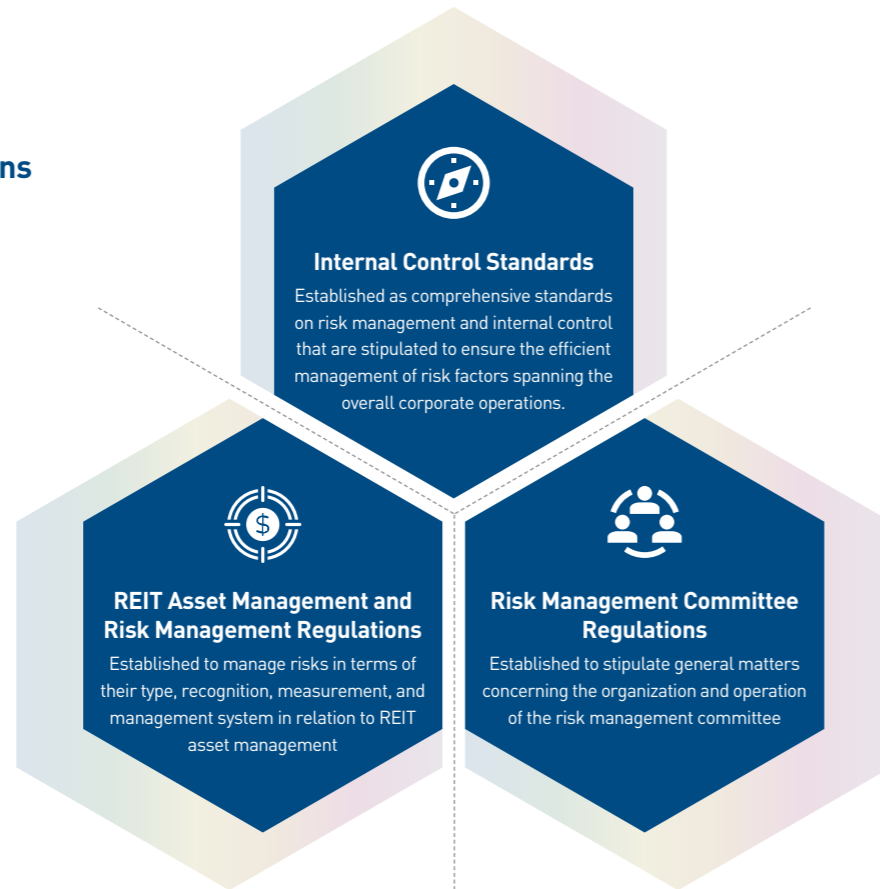 ns
Internal Control Standards
Established as comprehensive standards
on risk management and internal control
that are stipulated to ensure the efficient
management of risk factors spanning the
overall corporate operations.
$
REIT Asset Management and
Risk Management Regulations
Established to manage risks in terms of
their type, recognition, measurement, and
management system in relation to REIT
asset management
Risk Management Committee
Regulations
Established to stipulate general matters
concerning the organization and operation
of the risk management committee